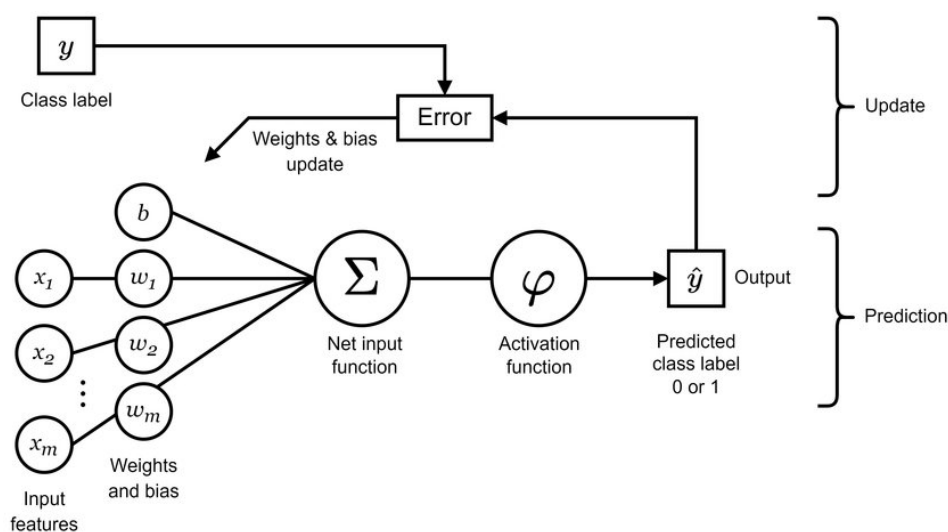 y
Class label
Error
Update
Weights & bias
update
b
x₁
w₁
x₂
w₂
⋮
xₘ
wₘ
Σ
φ
ŷ
Output
Net input
function
Activation
function
Predicted
class label
0 or 1
Prediction
Weights
and bias
Input
features